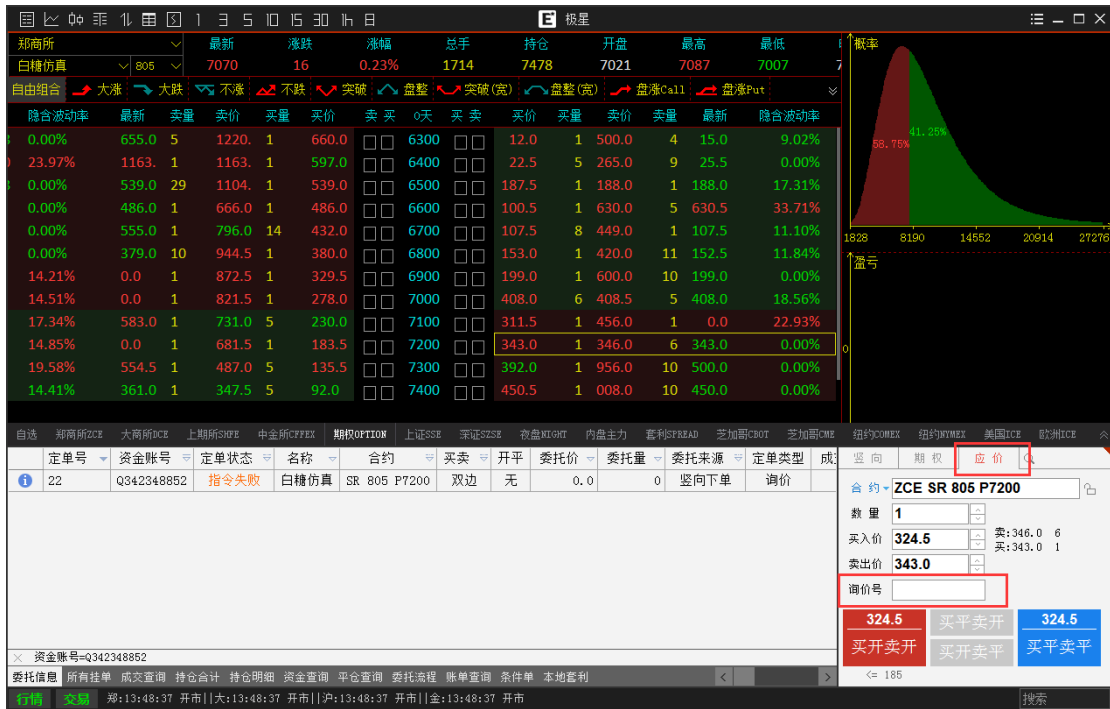 1 3 5 10 15 30 1h 日 极星
郑商所 最新 涨跌 涨幅 总手 持仓 开盘 最高 最低
白糖仿真 805 7070 16 0.23% 1714 7478 7021 7087 7007
自由组合 大涨 大跌 不涨 不跌 突破 盘整 突破(宽) 盘整(宽) 盘涨Call 盘涨Put
隐含波动率 最新 卖量 卖价 买量 买价 卖 买 0天 买 卖 买价 买量 卖价 卖量 最新 隐含波动率
0.00% 655.0 5 1220. 1 660.0 6300 12.0 1 500.0 4 15.0 9.02%
23.97% 1163. 1 1163. 1 597.0 6400 22.5 5 265.0 9 25.5 0.00%
0.00% 539.0 29 1104. 1 539.0 6500 187.5 1 188.0 1 188.0 17.31%
0.00% 486.0 1 666.0 1 486.0 6600 100.5 1 630.0 5 630.5 33.71%
0.00% 555.0 1 796.0 14 432.0 6700 107.5 8 449.0 1 107.5 11.10%
0.00% 379.0 10 944.5 1 380.0 6800 153.0 1 420.0 11 152.5 11.84%
14.21% 0.0 1 872.5 1 329.5 6900 199.0 1 600.0 10 199.0 0.00%
14.51% 0.0 1 821.5 1 278.0 7000 408.0 6 408.5 5 408.0 18.56%
17.34% 583.0 1 731.0 5 230.0 7100 311.5 1 456.0 1 0.0 22.93%
14.85% 0.0 1 681.5 1 183.5 7200 343.0 1 346.0 6 343.0 0.00%
19.58% 554.5 1 487.0 5 135.5 7300 392.0 1 956.0 10 500.0 0.00%
14.41% 361.0 1 347.5 5 92.0 7400 450.5 1 008.0 10 450.0 0.00%
概率
58.75% 41.25%
1828 8190 14552 20914 27276
盈亏
0
自选 郑商所ZCE 大商所DCE 上期所SHFE 中金所CFFEX 期权OPTION 上证SSE 深证SZSE 夜盘NIGHT 内盘主力 套利SPREAD 芝加哥CBOT 芝加哥CME 纽约COMEX 纽约NYMEX 美国ICE 欧洲ICE
定单号 资金账号 定单状态 名称 合约 买卖 开平 委托价 委托量 委托来源 定单类型 成
22 Q342348852 指令失败 白糖仿真 SR 805 P7200 双边 无 0.0 0 竖向下单 询价
竖向 期权 应价
合约 ZCE SR 805 P7200
数量 1
买入价 324.5 卖:346.0 6
买:343.0 1
卖出价 343.0
询价号
324.5 买平卖开 324.5
买开卖开 买开卖平 买平卖平
<= 185
资金账号=Q342348852
委托信息 所有挂单 成交查询 持仓合计 持仓明细 资金查询 平仓查询 委托流程 账单查询 条件单 本地套利
行情 交易 郑:13:48:37 开市||大:13:48:37 开市||沪:13:48:37 开市||金:13:48:37 开市 搜索